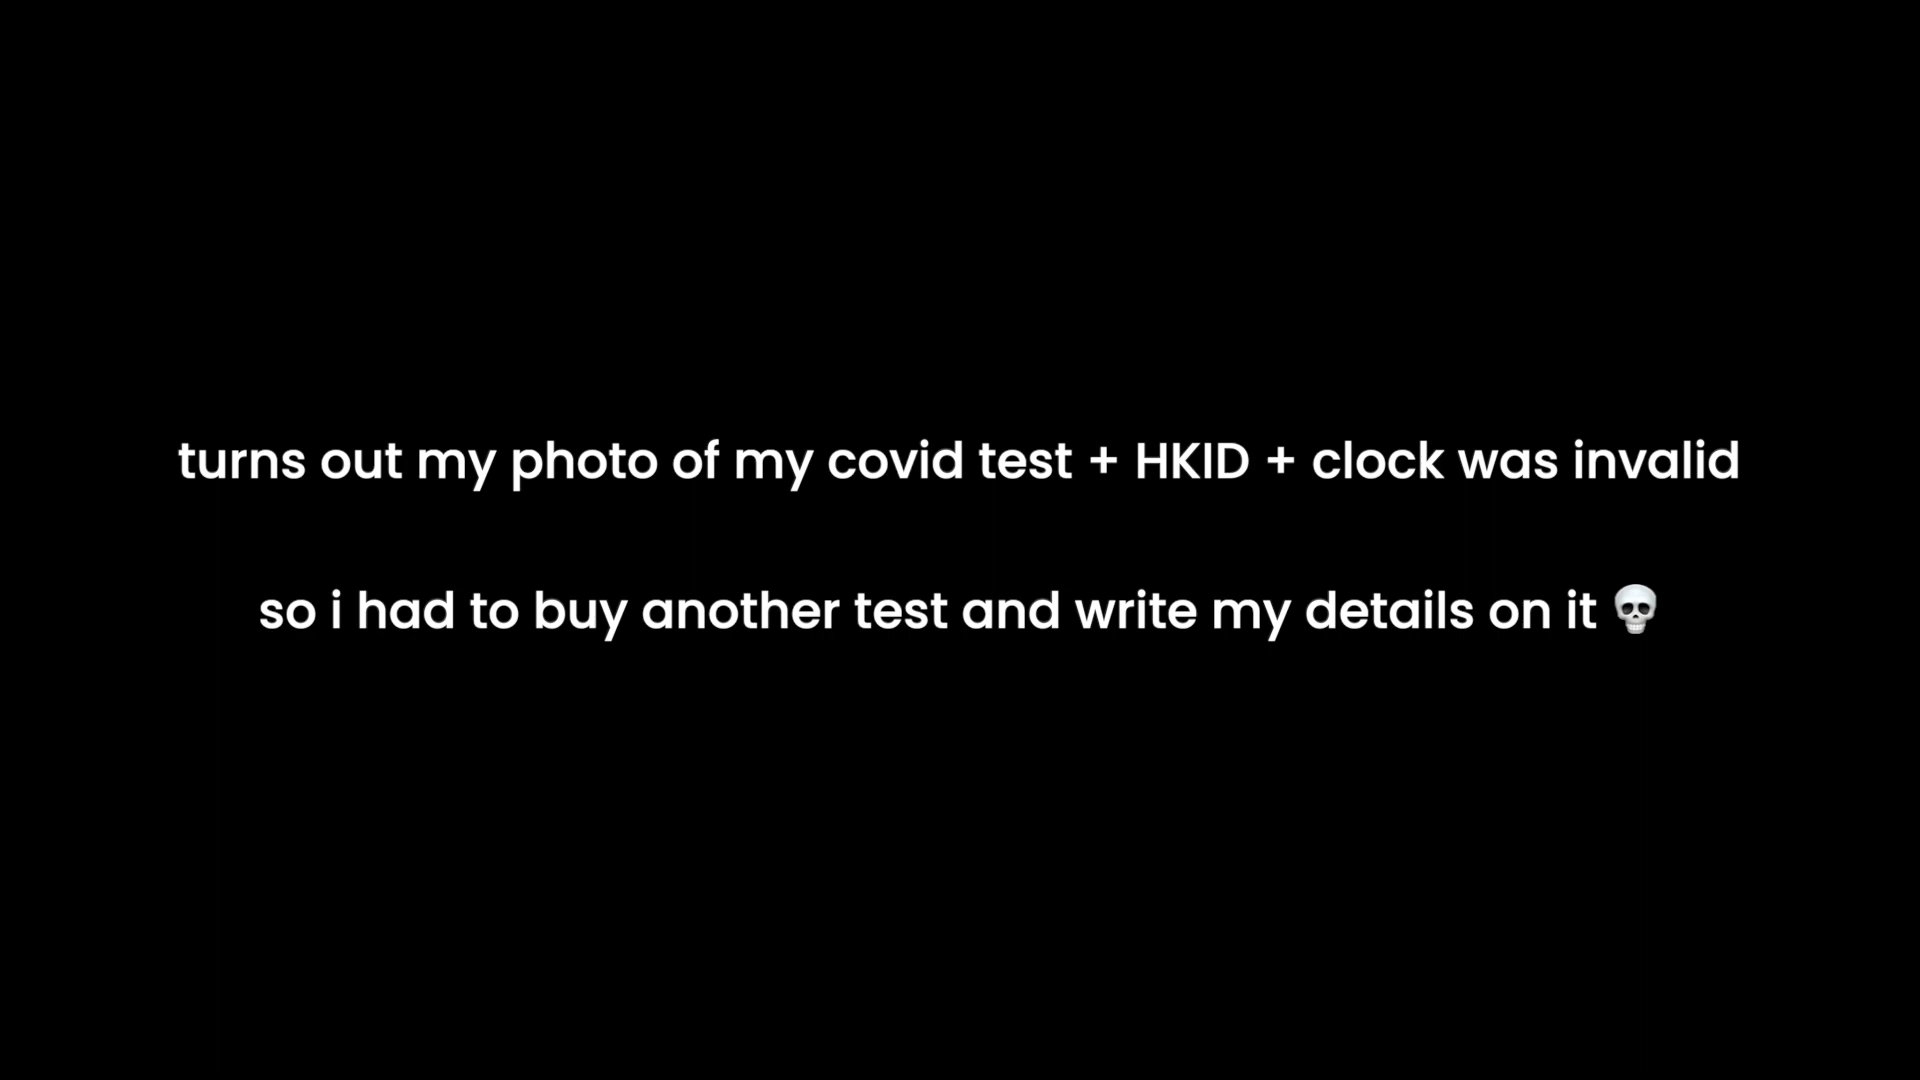 turns out my photo of my covid test + HKID + clock was invalid
so i had to buy another test and write my details on it 💀